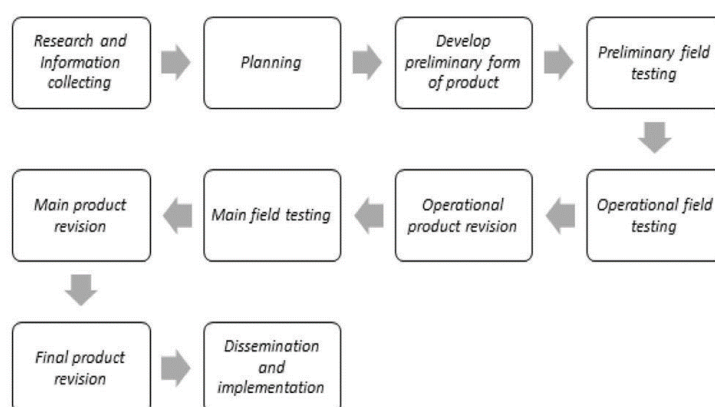 Research and
Information
collecting
Planning
Develop
preliminary form
of product
Preliminary field
testing
Main product
revision
Main field testing
Operational
product revision
Operational field
testing
Final product
revision
Dissemination
and
implementation